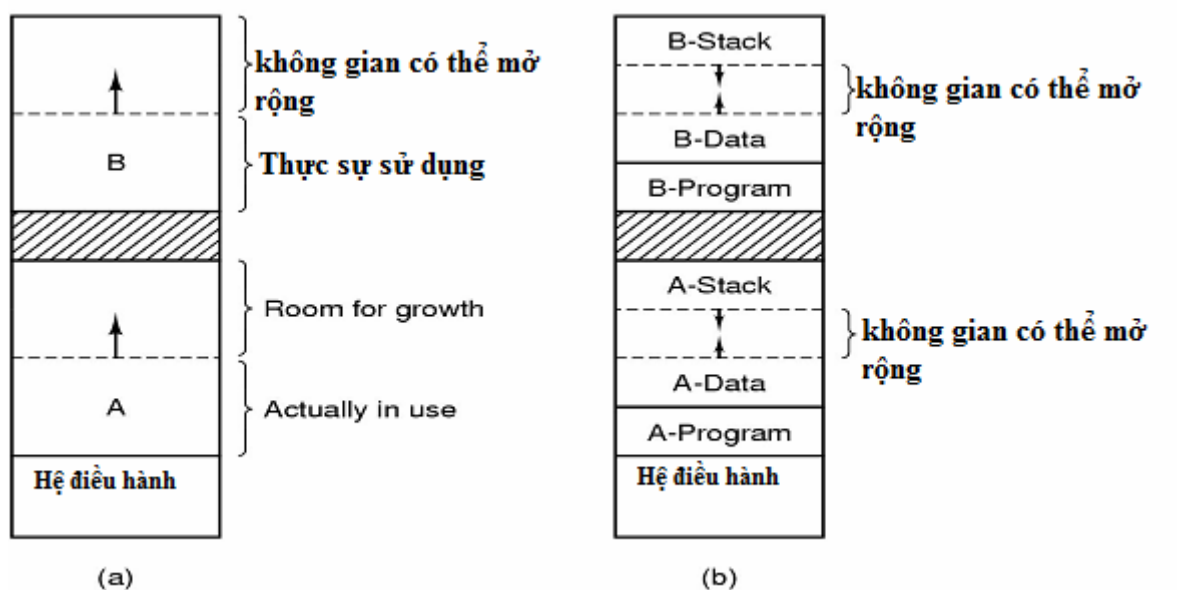 không gian có thể mở
rộng
B
Thực sự sử dụng
Room for growth
A
Actually in use
Hệ điều hành
(a)
B-Stack
không gian có thể mở
rộng
B-Data
B-Program
A-Stack
không gian có thể mở
rộng
A-Data
A-Program
Hệ điều hành
(b)